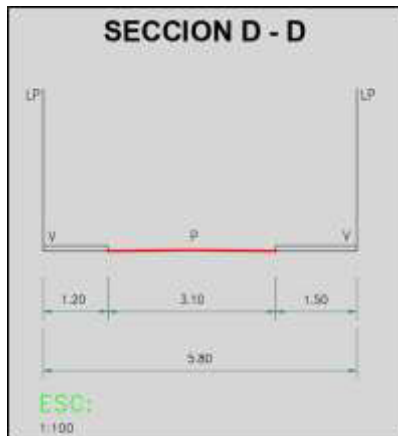 SECCION D - D
LP LP
V P V
1.20 3.10 1.50
5.80
ESC:
1:100